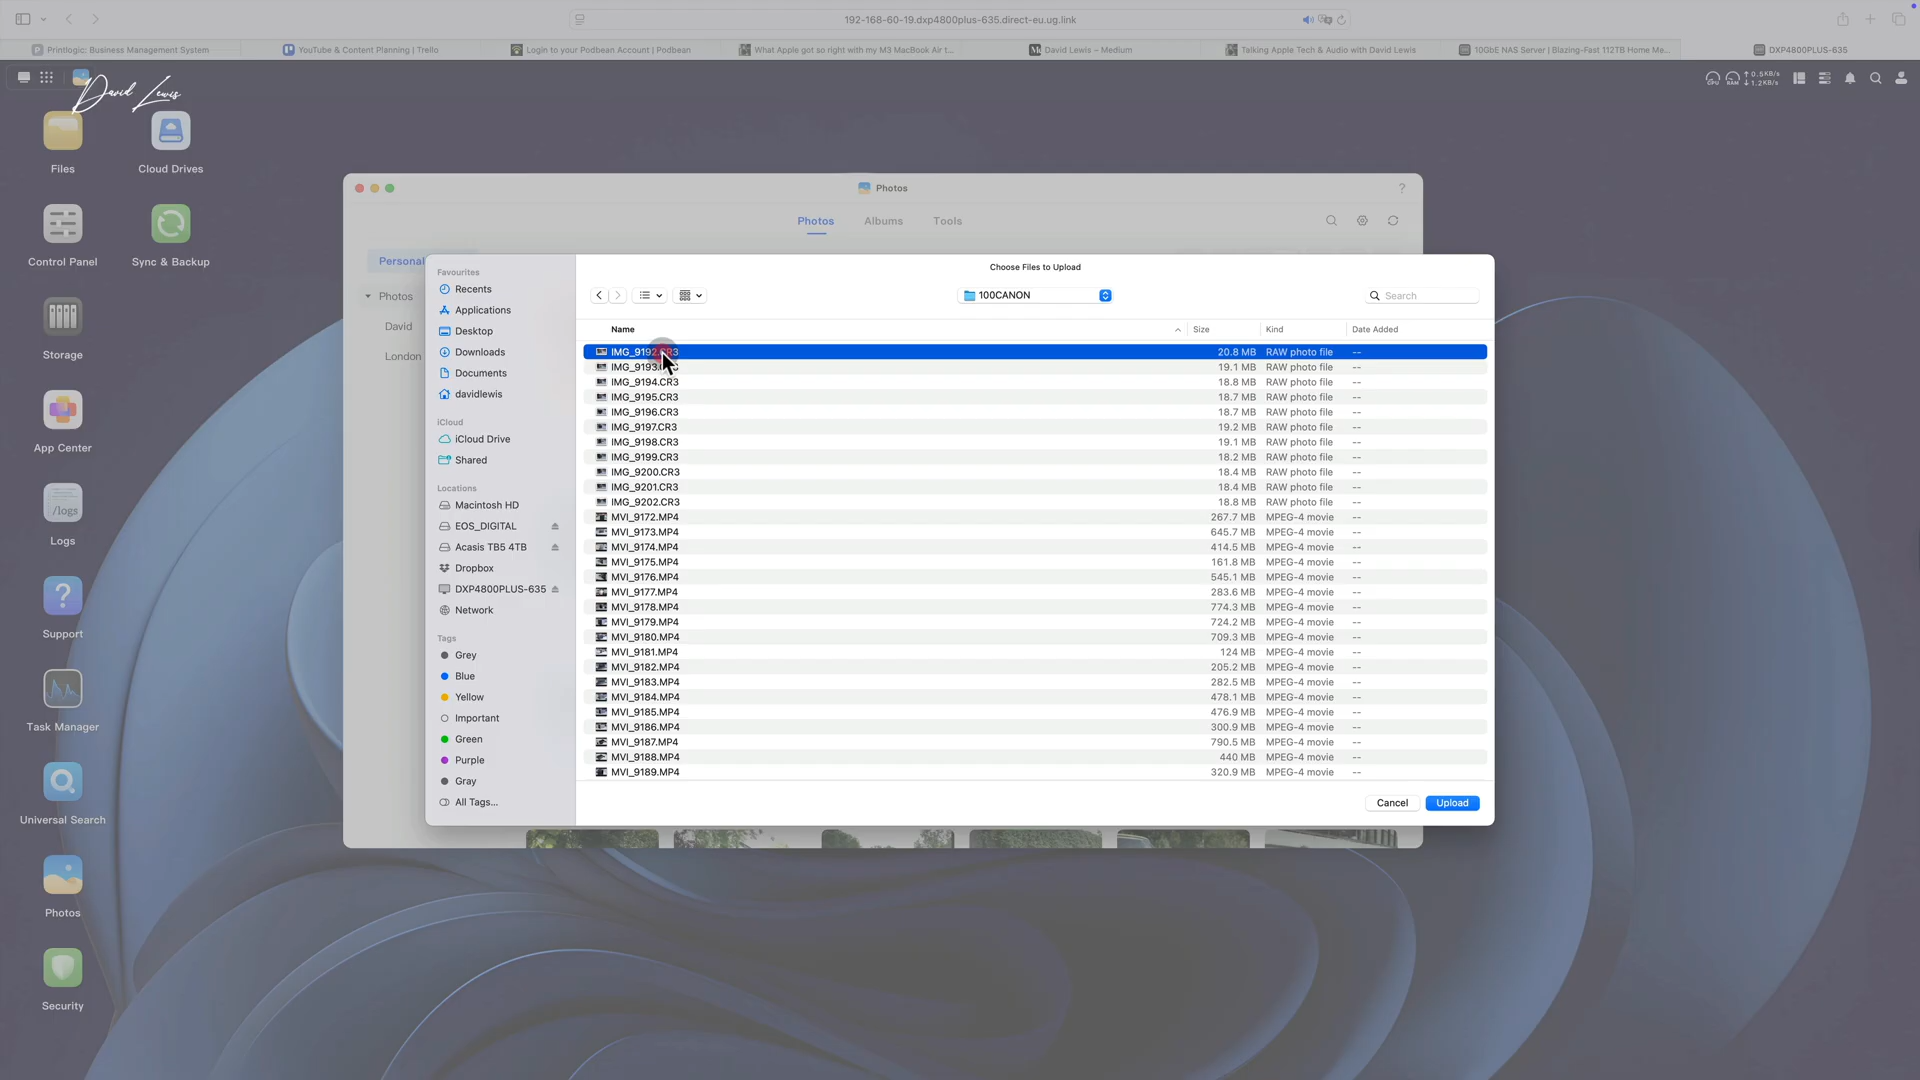 192-168-60-19.dxp4800plus-635.direct-eu.ug.link
Printlogic: Business Management System
YouTube & Content Planning | Trello
Login to your Podbean Account | Podbean
What Apple got so right with my M3 MacBook Air t...
David Lewis – Medium
Talking Apple Tech & Audio with David Lewis
10GbE NAS Server | Blazing-Fast 112TB Home Me...
DXP4800PLUS-635
David Lewis
CPU
RAM
↑ 0.5KB/s
↓ 1.2KB/s
Files
Cloud Drives
Control Panel
Sync & Backup
Storage
App Center
/logs
Logs
Support
Task Manager
Universal Search
Photos
Security
Photos
?
Photos
Albums
Tools
Personal
Photos
David
London
Favourites
Recents
Applications
Desktop
Downloads
Documents
davidlewis
iCloud
iCloud Drive
Shared
Locations
Macintosh HD
EOS_DIGITAL
Acasis TB5 4TB
Dropbox
DXP4800PLUS-635
Network
Tags
Grey
Blue
Yellow
Important
Green
Purple
Gray
All Tags...
Choose Files to Upload
100CANON
Search
Name Size Kind Date Added
IMG_9192.CR3 20.8 MB RAW photo file --
19.1 MB RAW photo file --
IMG_9194.CR3 18.8 MB RAW photo file --
IMG_9195.CR3 18.7 MB RAW photo file --
IMG_9196.CR3 18.7 MB RAW photo file --
IMG_9197.CR3 19.2 MB RAW photo file --
IMG_9198.CR3 19.1 MB RAW photo file --
IMG_9199.CR3 18.2 MB RAW photo file --
IMG_9200.CR3 18.4 MB RAW photo file --
IMG_9201.CR3 18.4 MB RAW photo file --
IMG_9202.CR3 18.8 MB RAW photo file --
MVI_9172.MP4 267.7 MB MPEG-4 movie --
MVI_9173.MP4 645.7 MB MPEG-4 movie --
MVI_9174.MP4 414.5 MB MPEG-4 movie --
MVI_9175.MP4 161.8 MB MPEG-4 movie --
MVI_9176.MP4 545.1 MB MPEG-4 movie --
MVI_9177.MP4 283.6 MB MPEG-4 movie --
MVI_9178.MP4 774.3 MB MPEG-4 movie --
MVI_9179.MP4 724.2 MB MPEG-4 movie --
MVI_9180.MP4 709.3 MB MPEG-4 movie --
MVI_9181.MP4 124 MB MPEG-4 movie --
MVI_9182.MP4 205.2 MB MPEG-4 movie --
MVI_9183.MP4 282.5 MB MPEG-4 movie --
MVI_9184.MP4 478.1 MB MPEG-4 movie --
MVI_9185.MP4 476.9 MB MPEG-4 movie --
MVI_9186.MP4 300.9 MB MPEG-4 movie --
MVI_9187.MP4 790.5 MB MPEG-4 movie --
MVI_9188.MP4 440 MB MPEG-4 movie --
MVI_9189.MP4 320.9 MB MPEG-4 movie --
Cancel
Upload